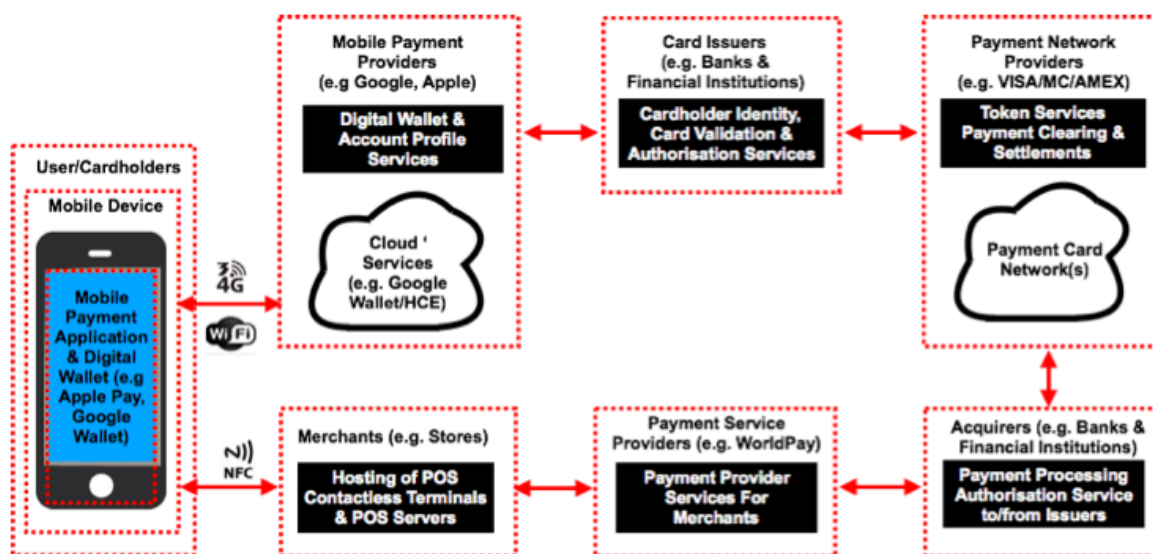 Mobile Payment
Providers
(e.g Google, Apple)
Digital Wallet &
Account Profile
Services
Cloud ‘
Services
(e.g. Google
Wallet/HCE)
Card Issuers
(e.g. Banks &
Financial Institutions)
Cardholder Identity,
Card Validation &
Authorisation Services
Payment Network
Providers
(e.g. VISA/MC/AMEX)
Token Services
Payment Clearing &
Settlements
Payment Card
Network(s)
User/Cardholders
Mobile Device
Mobile
Payment
Application
& Digital
Wallet (e.g
Apple Pay,
Google
Wallet)
3
4G
WiFi
NFC
Merchants (e.g. Stores)
Hosting of POS
Contactless Terminals
& POS Servers
Payment Service
Providers (e.g. WorldPay)
Payment Provider
Services For
Merchants
Acquirers (e.g. Banks &
Financial Institutions)
Payment Processing
Authorisation Service
to/from Issuers